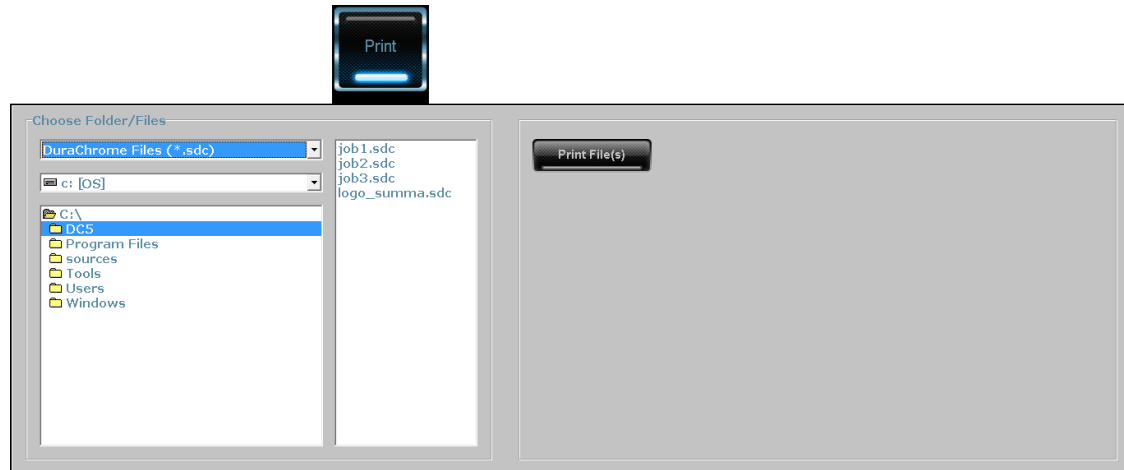 Print
Choose Folder/Files
DuraChrome Files (*.sdc)
c: [OS]
C:\
DC5
Program Files
sources
Tools
Users
Windows
job1.sdc
job2.sdc
job3.sdc
logo_summa.sdc
Print File(s)